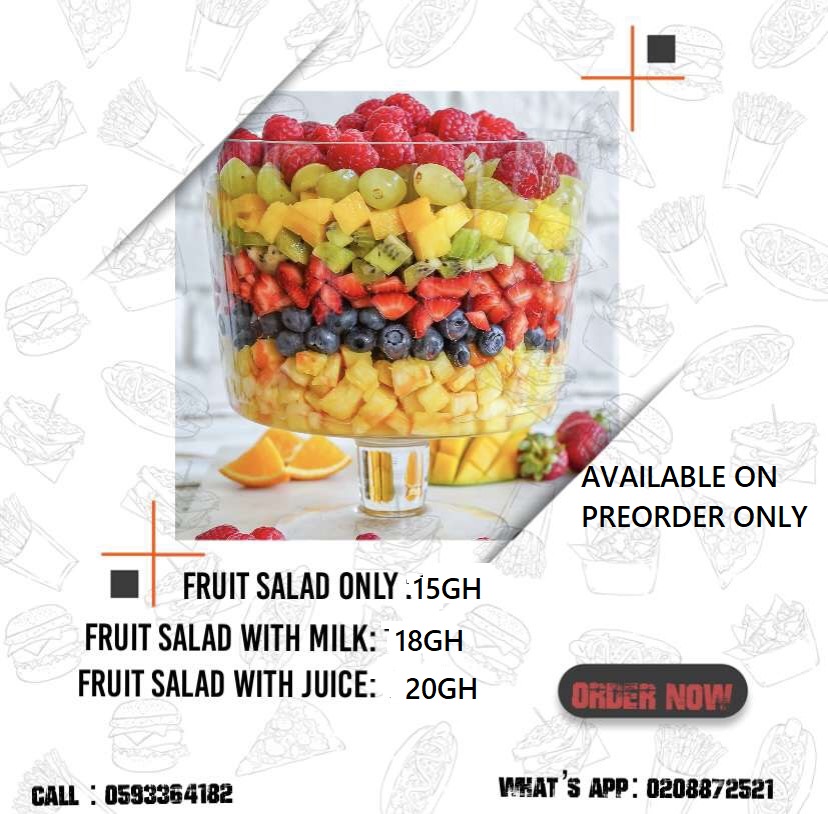 AVAILABLE ON
PREORDER ONLY
FRUIT SALAD ONLY :15GH
FRUIT SALAD WITH MILK: 18GH
FRUIT SALAD WITH JUICE: 20GH
ORDER NOW
CALL : 0593364182
WHAT'S APP: 0208872521